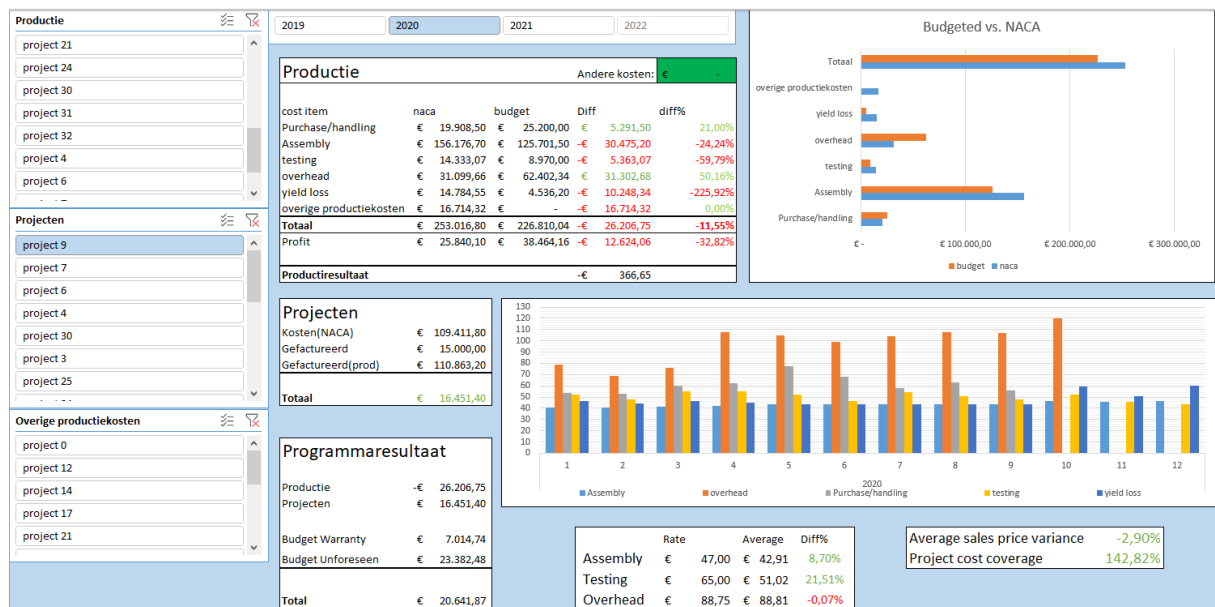 Productie
project 21
project 24
project 30
project 31
project 32
project 4
project 6
Projecten
project 9
project 7
project 6
project 4
project 30
project 3
project 25
Overige productiekosten
project 0
project 12
project 14
project 17
project 21
2019 2020 2021 2022
Productie Andere kosten: € -
cost item naca budget Diff diff%
Purchase/handling € 19.908,50 € 25.200,00 € 5.291,50 21,00%
Assembly € 156.176,70 € 125.701,50 -€ 30.475,20 -24,24%
testing € 14.333,07 € 8.970,00 -€ 5.363,07 -59,79%
overhead € 31.099,66 € 62.402,34 € 31.302,68 50,16%
yield loss € 14.784,55 € 4.536,20 -€ 10.248,34 -225,92%
overige productiekosten € 16.714,32 € - -€ 16.714,32 0,00%
Totaal € 253.016,80 € 226.810,04 -€ 26.206,75 -11,55%
Profit € 25.840,10 € 38.464,16 -€ 12.624,06 -32,82%
Productiresultaat -€ 366,65
Budgeted vs. NACA
Totaal
overige productiekosten
yield loss
overhead
testing
Assembly
Purchase/handling
€ - € 100.000,00 € 200.000,00 € 300.000,00
budget naca
Projecten
Kosten(NACA) € 109.411,80
Gefactureerd € 15.000,00
Gefactureerd(prod) € 110.863,20
Totaal € 16.451,40
130
120
110
100
90
80
70
60
50
40
30
20
10
0
1 2 3 4 5 6 7 8 9 10 11 12
2020
Assembly overhead Purchase/handling testing yield loss
Programmaresultaat
Productie -€ 26.206,75
Projecten € 16.451,40
Budget Warranty € 7.014,74
Budget Unforeseen € 23.382,48
Total € 20.641,87
Rate Average Diff%
Assembly € 47,00 € 42,91 8,70%
Testing € 65,00 € 51,02 21,51%
Overhead € 88,75 € 88,81 -0,07%
Average sales price variance -2,90%
Project cost coverage 142,82%